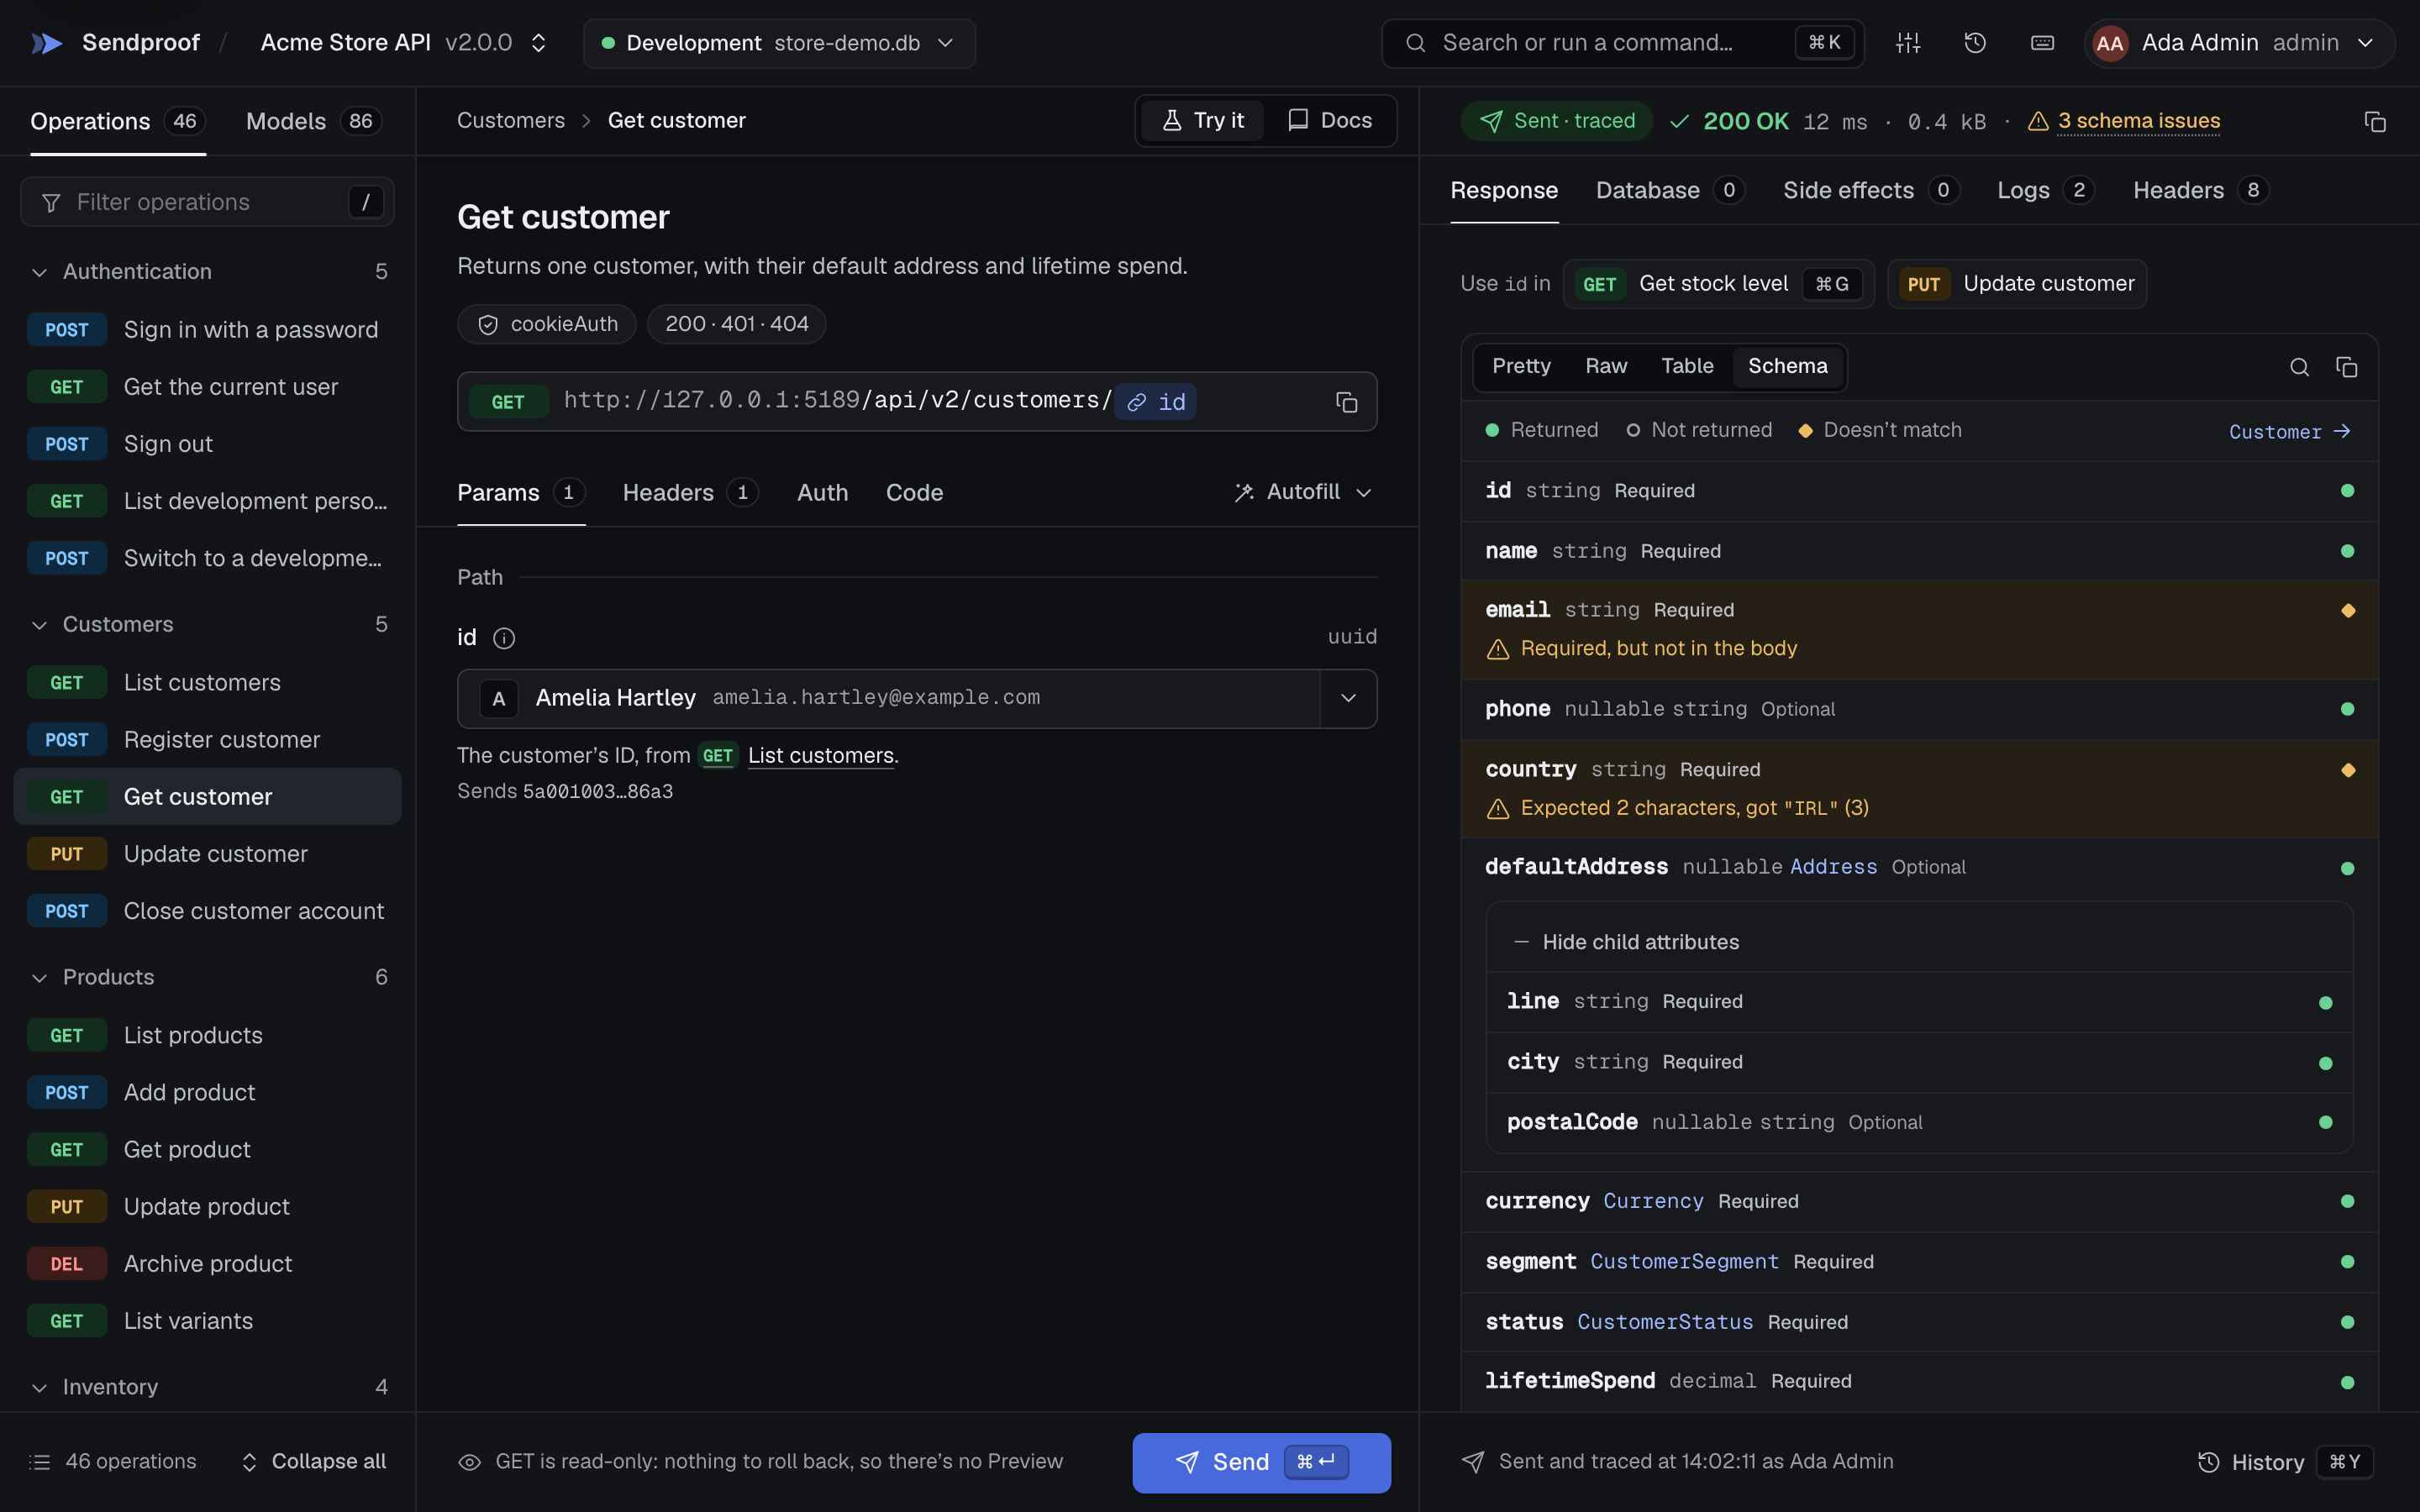 Sendproof / Acme Store API v2.0.0
Development store-demo.db
Search or run a command… ⌘K
AA Ada Admin admin
Operations 46 Models 86
Filter operations /
Authentication 5
POST Sign in with a password
GET Get the current user
POST Sign out
GET List development perso…
POST Switch to a developme…
Customers 5
GET List customers
POST Register customer
GET Get customer
PUT Update customer
POST Close customer account
Products 6
GET List products
POST Add product
GET Get product
PUT Update product
DEL Archive product
GET List variants
Inventory 4
46 operations Collapse all
Customers > Get customer
Try it Docs
Get customer
Returns one customer, with their default address and lifetime spend.
cookieAuth 200 · 401 · 404
GET http://127.0.0.1:5189/api/v2/customers/ id
Params 1 Headers 1 Auth Code Autofill
Path
id uuid
A Amelia Hartley amelia.hartley@example.com
The customer’s ID, from GET List customers.
Sends 5a001003…86a3
GET is read-only: nothing to roll back, so there’s no Preview
Send ⌘↵
Sent · traced 200 OK 12 ms · 0.4 kB · 3 schema issues
Response Database 0 Side effects 0 Logs 2 Headers 8
Use id in GET Get stock level ⌘G PUT Update customer
Pretty Raw Table Schema
Returned Not returned Doesn’t match Customer →
id string Required
name string Required
email string Required
Required, but not in the body
phone nullable string Optional
country string Required
Expected 2 characters, got "IRL" (3)
defaultAddress nullable Address Optional
Hide child attributes
line string Required
city string Required
postalCode nullable string Optional
currency Currency Required
segment CustomerSegment Required
status CustomerStatus Required
lifetimeSpend decimal Required
Sent and traced at 14:02:11 as Ada Admin
History ⌘Y